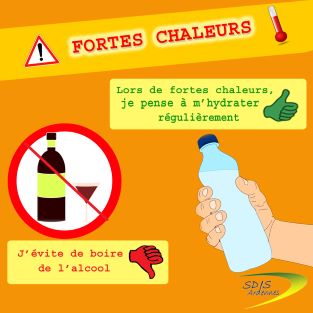 FORTES CHALEURS
Lors de fortes chaleurs,
je pense à m'hydrater
régulièrement
J'évite de boire
de l'alcool
SDIS
Ardennes